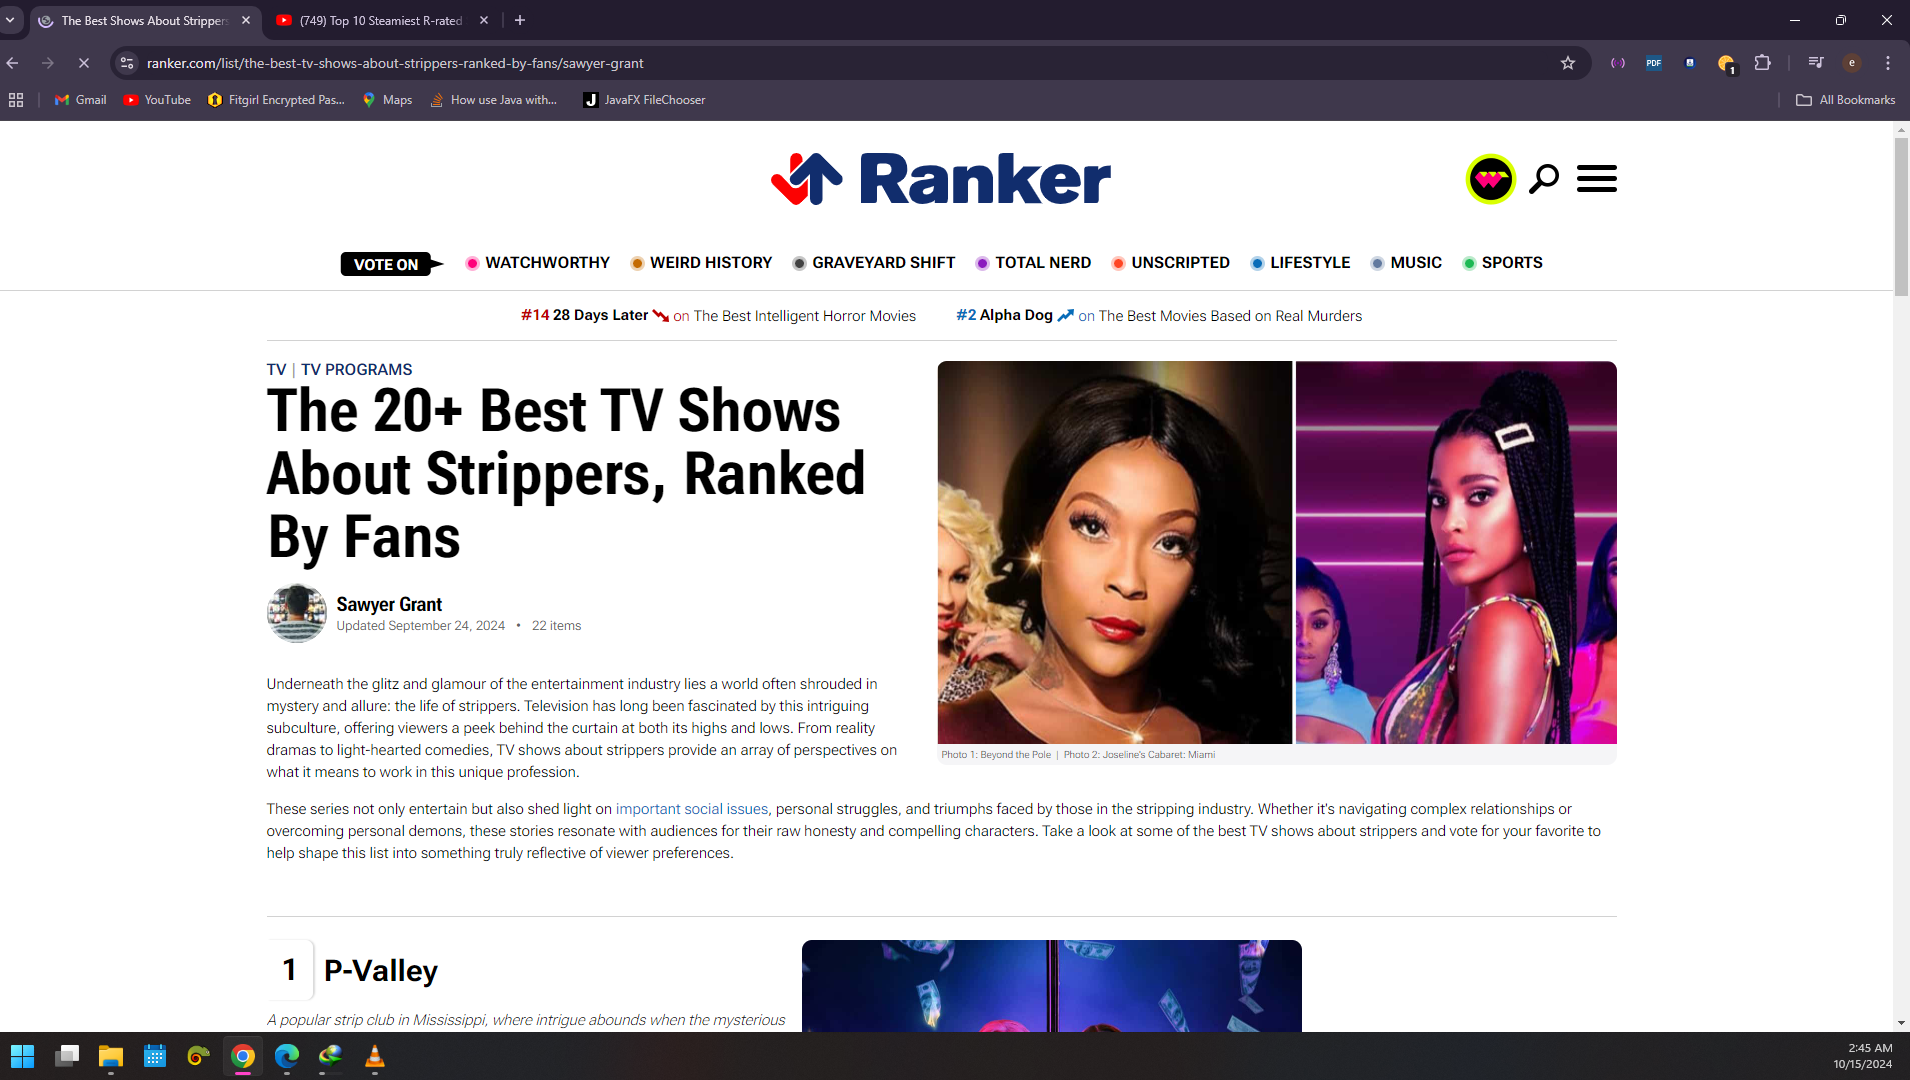 The Best Shows About Strippers
(749) Top 10 Steamiest R-rated
ranker.com/list/the-best-tv-shows-about-strippers-ranked-by-fans/sawyer-grant
PDF
1
e
Gmail
YouTube
Fitgirl Encrypted Pas...
Maps
How use Java with...
J
JavaFX FileChooser
All Bookmarks
Ranker
VOTE ON
WATCHWORTHY
WEIRD HISTORY
GRAVEYARD SHIFT
TOTAL NERD
UNSCRIPTED
LIFESTYLE
MUSIC
SPORTS
#14 28 Days Later on The Best Intelligent Horror Movies
#2 Alpha Dog on The Best Movies Based on Real Murders
TV | TV PROGRAMS
The 20+ Best TV Shows
About Strippers, Ranked
By Fans
Sawyer Grant
Updated September 24, 2024 • 22 items
Underneath the glitz and glamour of the entertainment industry lies a world often shrouded in
mystery and allure: the life of strippers. Television has long been fascinated by this intriguing
subculture, offering viewers a peek behind the curtain at both its highs and lows. From reality
dramas to light-hearted comedies, TV shows about strippers provide an array of perspectives on
what it means to work in this unique profession.
Photo 1: Beyond the Pole | Photo 2: Joseline's Cabaret: Miami
These series not only entertain but also shed light on important social issues, personal struggles, and triumphs faced by those in the stripping industry. Whether it's navigating complex relationships or
overcoming personal demons, these stories resonate with audiences for their raw honesty and compelling characters. Take a look at some of the best TV shows about strippers and vote for your favorite to
help shape this list into something truly reflective of viewer preferences.
1
P-Valley
A popular strip club in Mississippi, where intrigue abounds when the mysterious
2:45 AM
10/15/2024